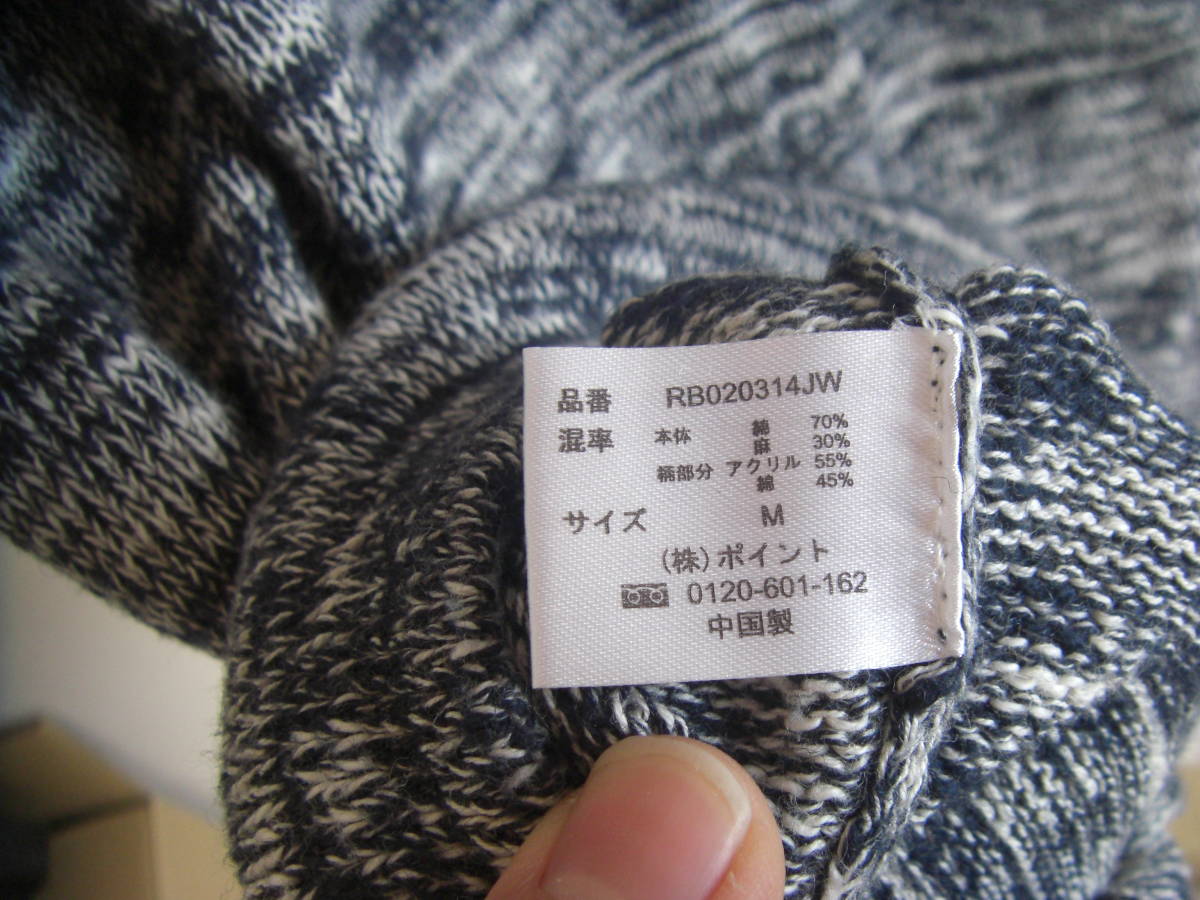 品番 RB020314JW
混率 本体 綿 70%
麻 30%
柄部分 アクリル 55%
綿 45%
サイズ M
(株)ポイント
0120-601-162
中国製